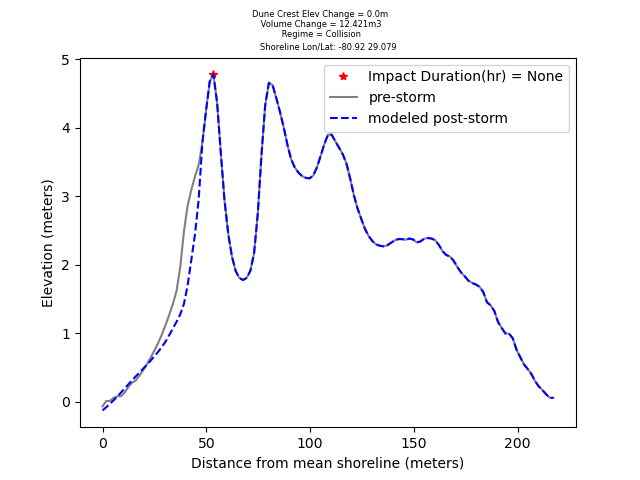 Dune Crest Elev Change = 0.0m
Volume Change = 12.421m3
Regime = Collision
Shoreline Lon/Lat: -80.92 29.079
Impact Duration(hr) = None
pre-storm
modeled post-storm
Elevation (meters)
5
4
3
2
1
0
0 50 100 150 200
Distance from mean shoreline (meters)